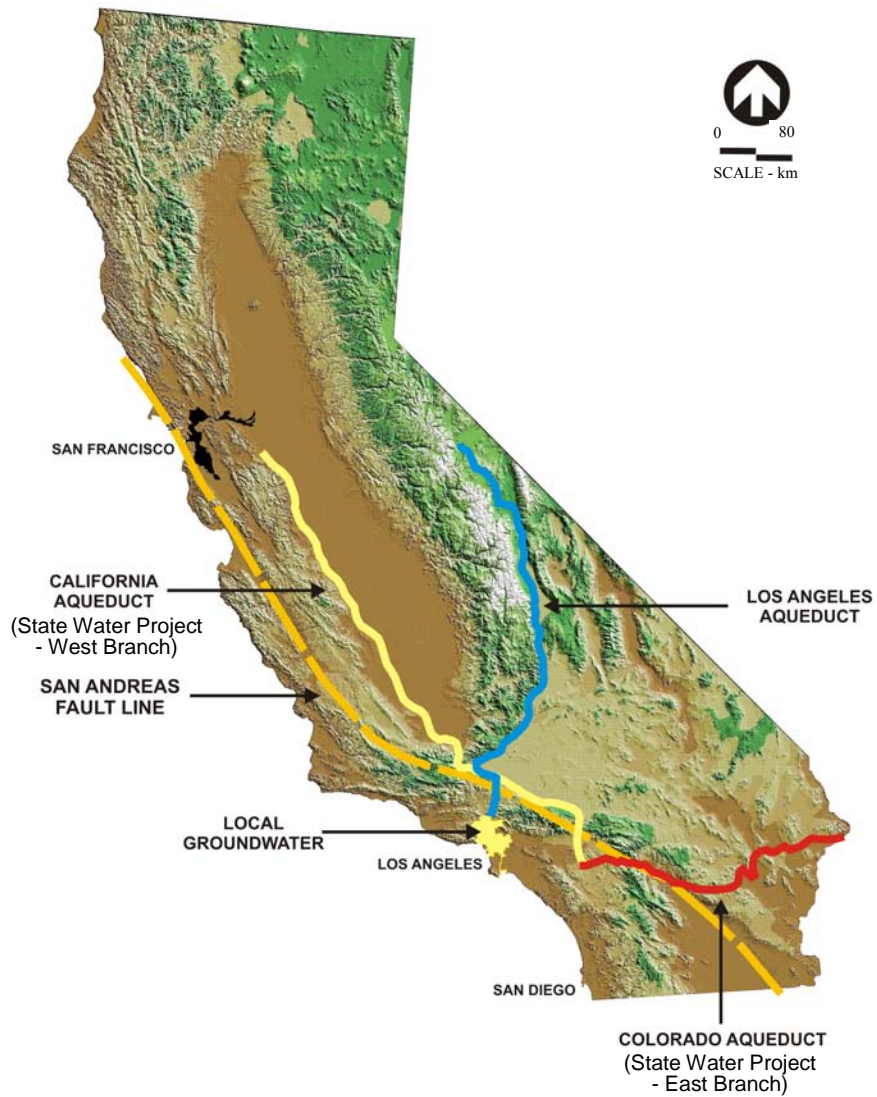 0 80
SCALE - km
SAN FRANCISCO
CALIFORNIA
AQUEDUCT
(State Water Project
- West Branch)
LOS ANGELES
AQUEDUCT
SAN ANDREAS
FAULT LINE
LOCAL
GROUNDWATER
LOS ANGELES
SAN DIEGO
COLORADO AQUEDUCT
(State Water Project
- East Branch)